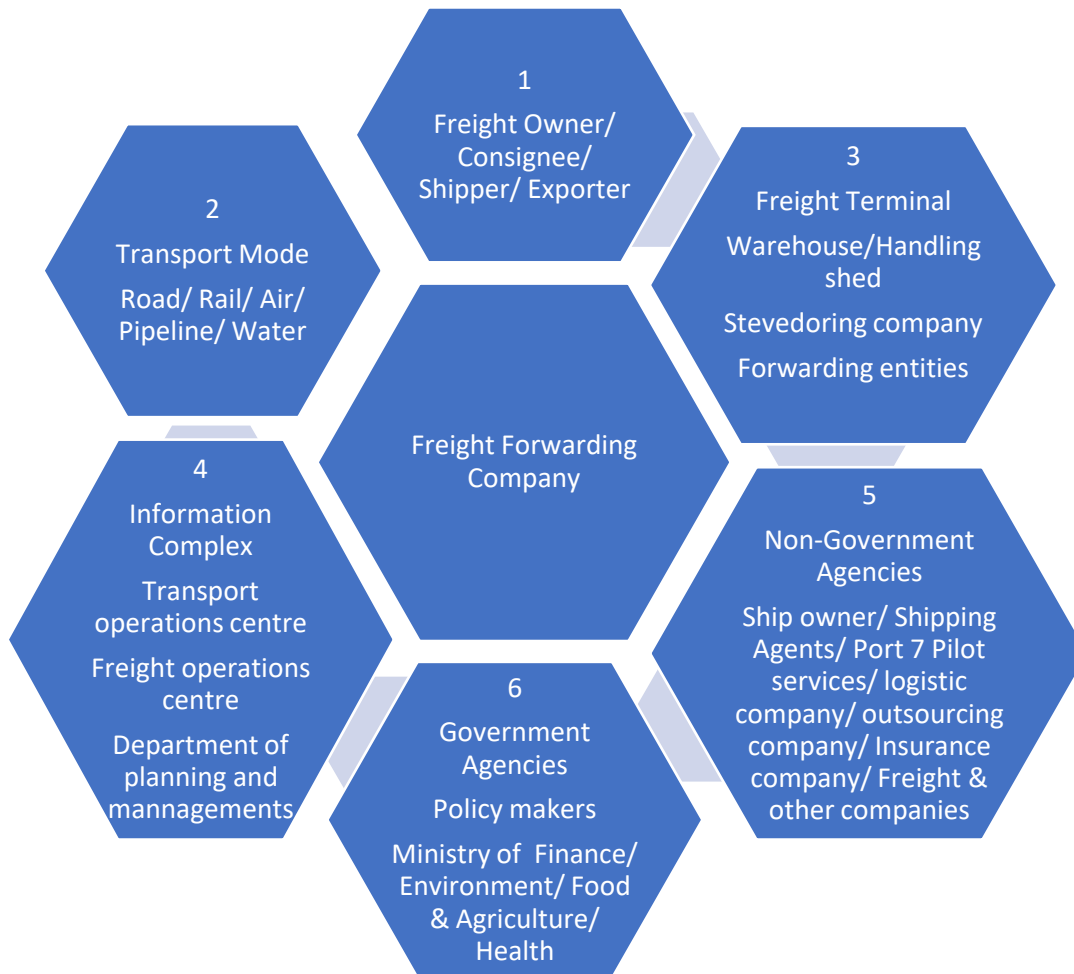 1
Freight Owner/
Consignee/
Shipper/ Exporter
2
Transport Mode
Road/ Rail/ Air/
Pipeline/ Water
3
Freight Terminal
Warehouse/Handling
shed
Stevedoring company
Forwarding entities
Freight Forwarding
Company
4
Information
Complex
Transport
operations centre
Freight operations
centre
Department of
planning and
mannagements
5
Non-Government
Agencies
Ship owner/ Shipping
Agents/ Port 7 Pilot
services/ logistic
company/ outsourcing
company/ Insurance
company/ Freight &
other companies
6
Government
Agencies
Policy makers
Ministry of  Finance/
Environment/ Food
& Agriculture/
Health